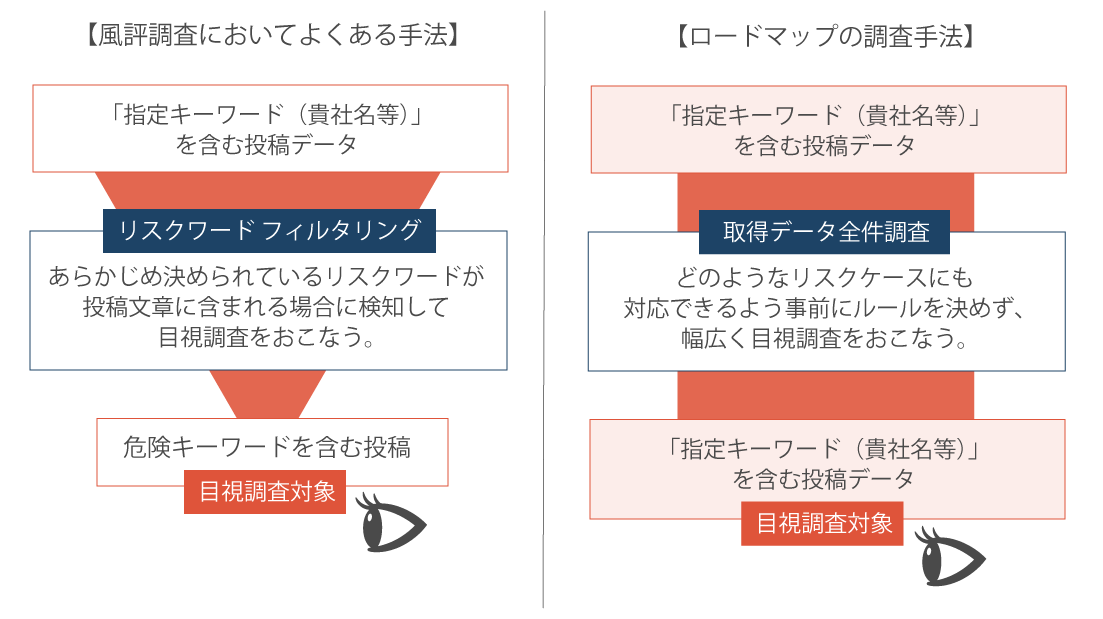 【風評調査においてよくある手法】
「指定キーワード（貴社名等）」
を含む投稿データ
リスクワード フィルタリング
あらかじめ決められているリスクワードが
投稿文章に含まれる場合に検知して
目視調査をおこなう。
危険キーワードを含む投稿
目視調査対象
【ロードマップの調査手法】
「指定キーワード（貴社名等）」
を含む投稿データ
取得データ全件調査
どのようなリスクケースにも
対応できるよう事前にルールを決めず、
幅広く目視調査をおこなう。
「指定キーワード（貴社名等）」
を含む投稿データ
目視調査対象